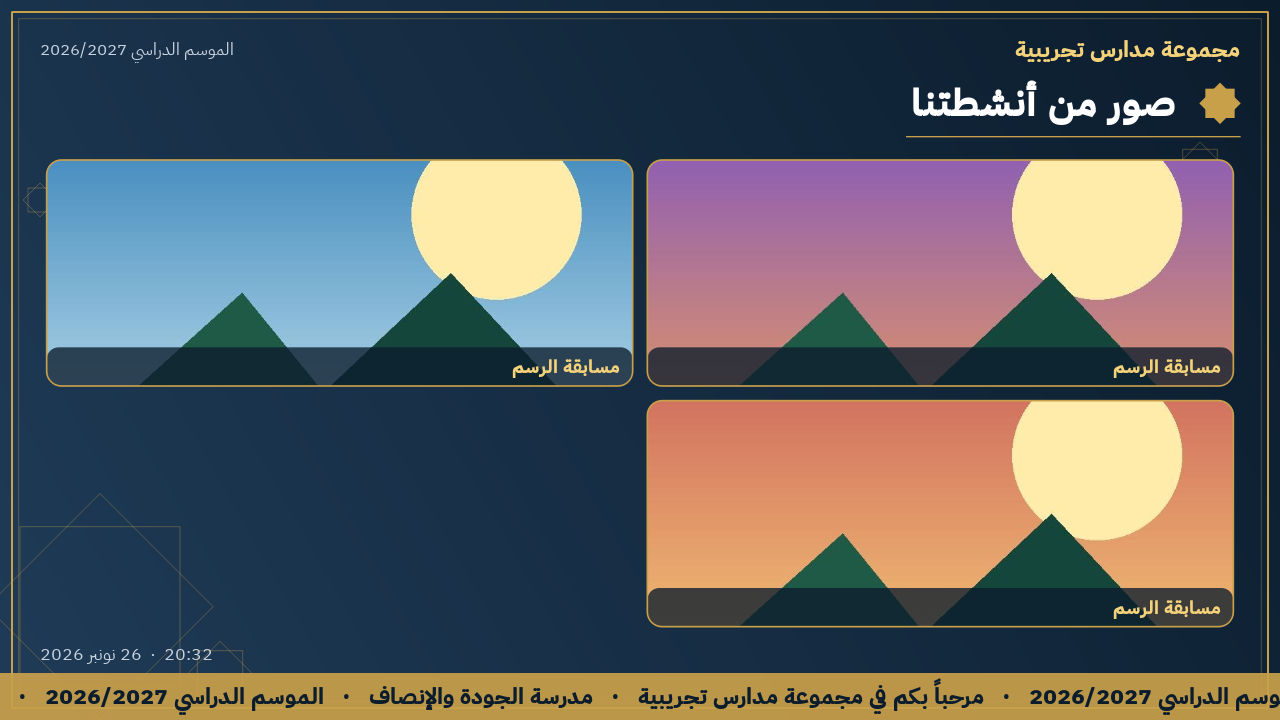 مجموعة مدارس تجريبية
الموسم الدراسي 2026/2027
صور من أنشطتنا
مسابقة الرسم
مسابقة الرسم
مسابقة الرسم
20:32 · 26 نونبر 2026
وسم الدراسي 2026/2027 · مرحباً بكم في مجموعة مدارس تجريبية · مدرسة الجودة والإنصاف · الموسم الدراسي 2026/2027 ·